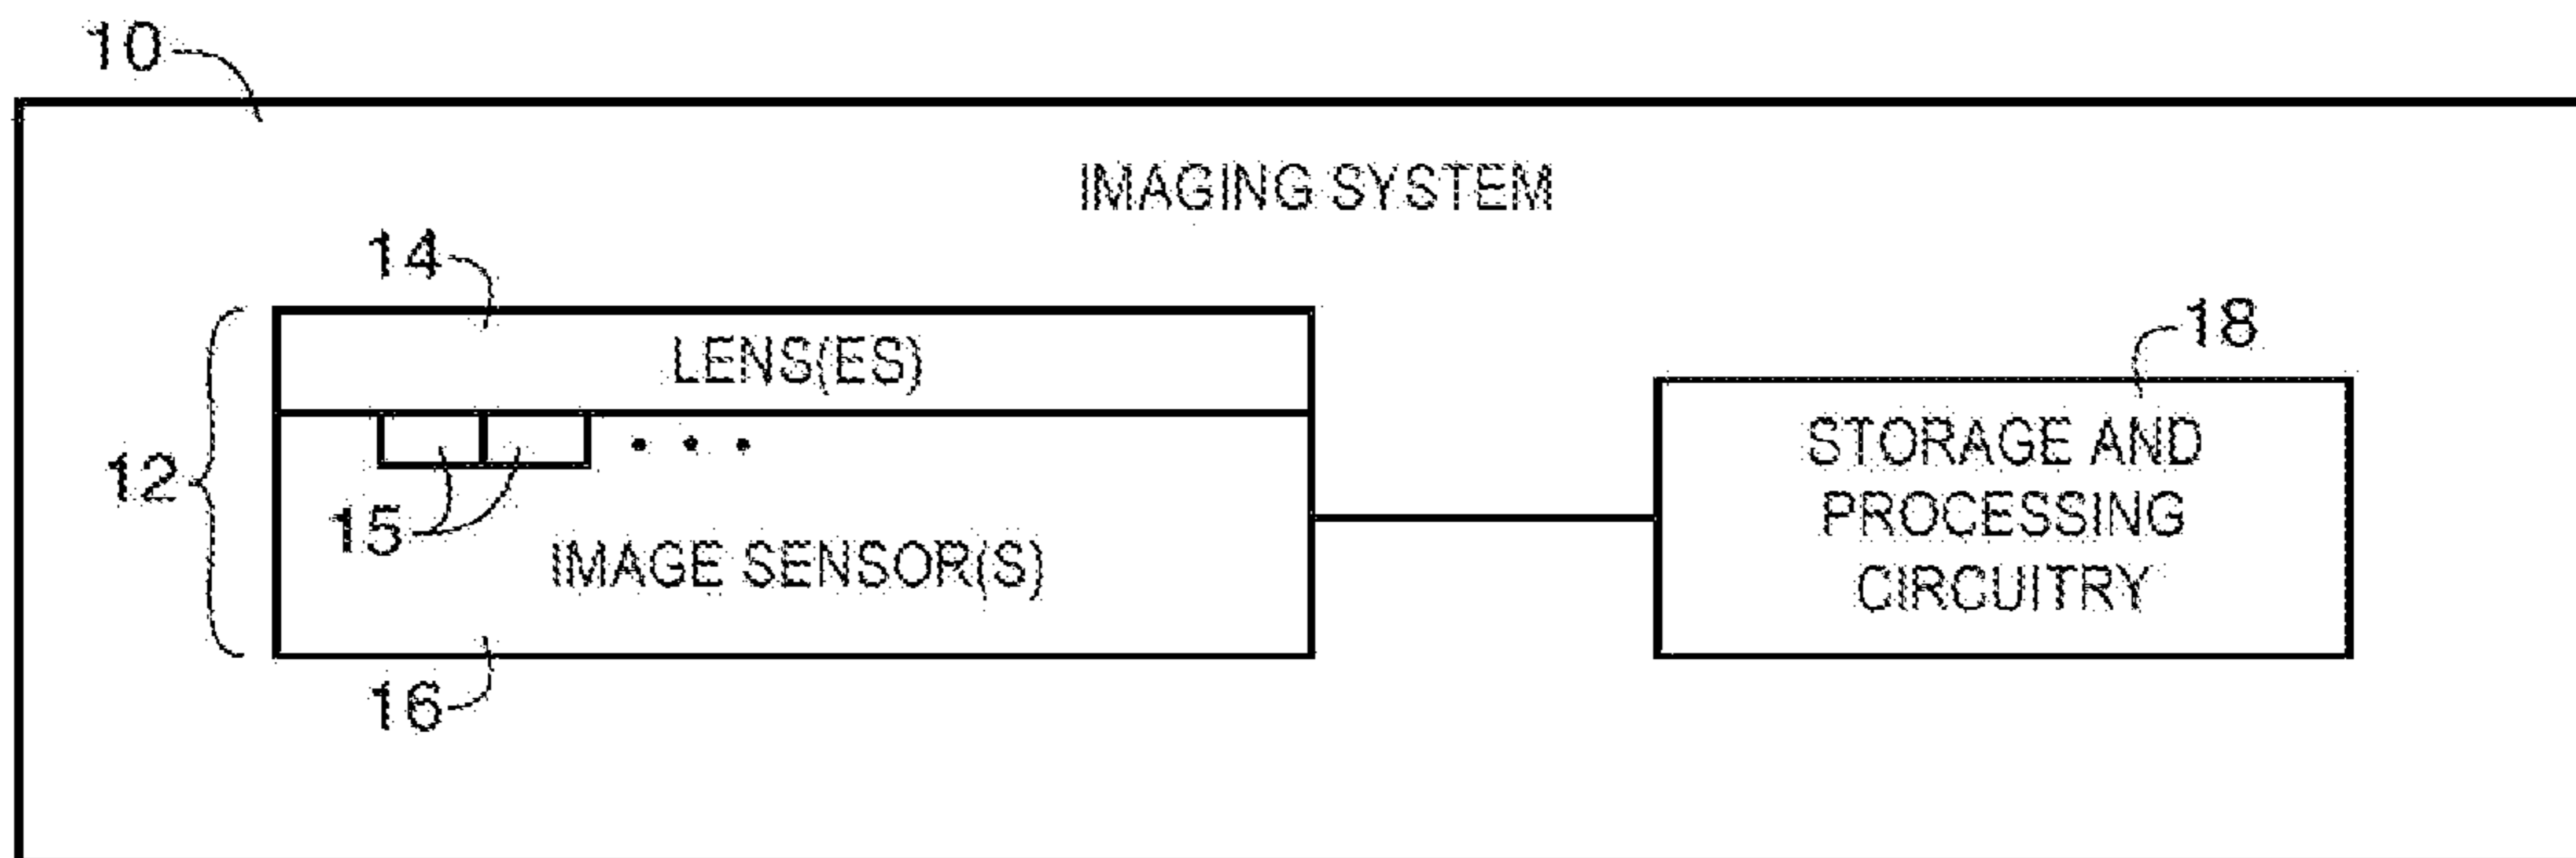 10
IMAGING SYSTEM
14
LENS(ES)
18
STORAGE AND
PROCESSING
CIRCUITRY
12
15
IMAGE SENSOR(S)
16